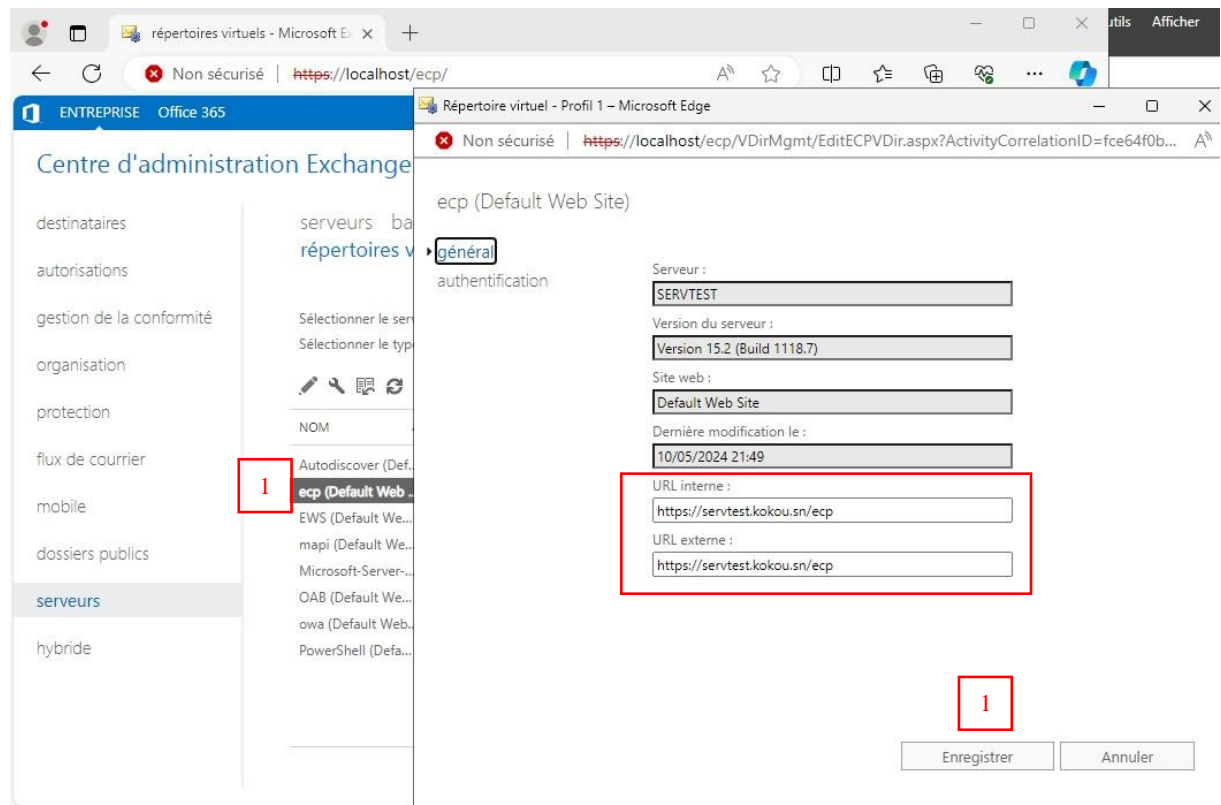 utils Afficher
répertoires virtuels - Microsoft E
Non sécurisé | https://localhost/ecp/
ENTREPRISE Office 365
Centre d'administration Exchange
destinataires
autorisations
gestion de la conformité
organisation
protection
flux de courrier
mobile
dossiers publics
serveurs
hybride
serveurs ba
répertoires v
Sélectionner le serv
Sélectionner le typ
NOM
Autodiscover (Def...
1
ecp (Default Web ...
EWS (Default We...
mapi (Default We...
Microsoft-Server-...
OAB (Default We...
owa (Default Web...
PowerShell (Defa...
Répertoire virtuel - Profil 1 – Microsoft Edge
Non sécurisé | https://localhost/ecp/VDirMgmt/EditECPVDir.aspx?ActivityCorrelationID=fce64f0b...
ecp (Default Web Site)
général
authentification
Serveur :
SERVTEST
Version du serveur :
Version 15.2 (Build 1118.7)
Site web :
Default Web Site
Dernière modification le :
10/05/2024 21:49
URL interne :
https://servtest.kokou.sn/ecp
URL externe :
https://servtest.kokou.sn/ecp
1
Enregistrer Annuler